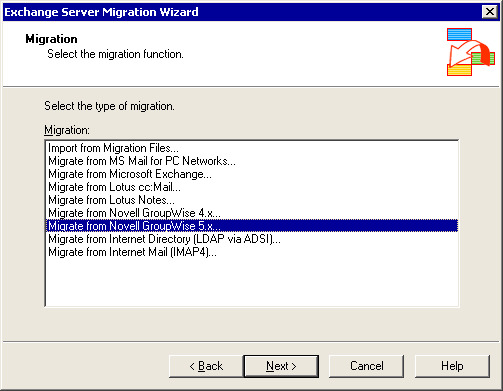 Exchange Server Migration Wizard
Migration
Select the migration function.
Select the type of migration.
Migration:
Import from Migration Files...
Migrate from MS Mail for PC Networks...
Migrate from Microsoft Exchange...
Migrate from Lotus cc:Mail...
Migrate from Lotus Notes...
Migrate from Novell GroupWise 4.x...
Migrate from Novell GroupWise 5.x...
Migrate from Internet Directory (LDAP via ADSI)...
Migrate from Internet Mail (IMAP4)...
< Back Next > Cancel Help